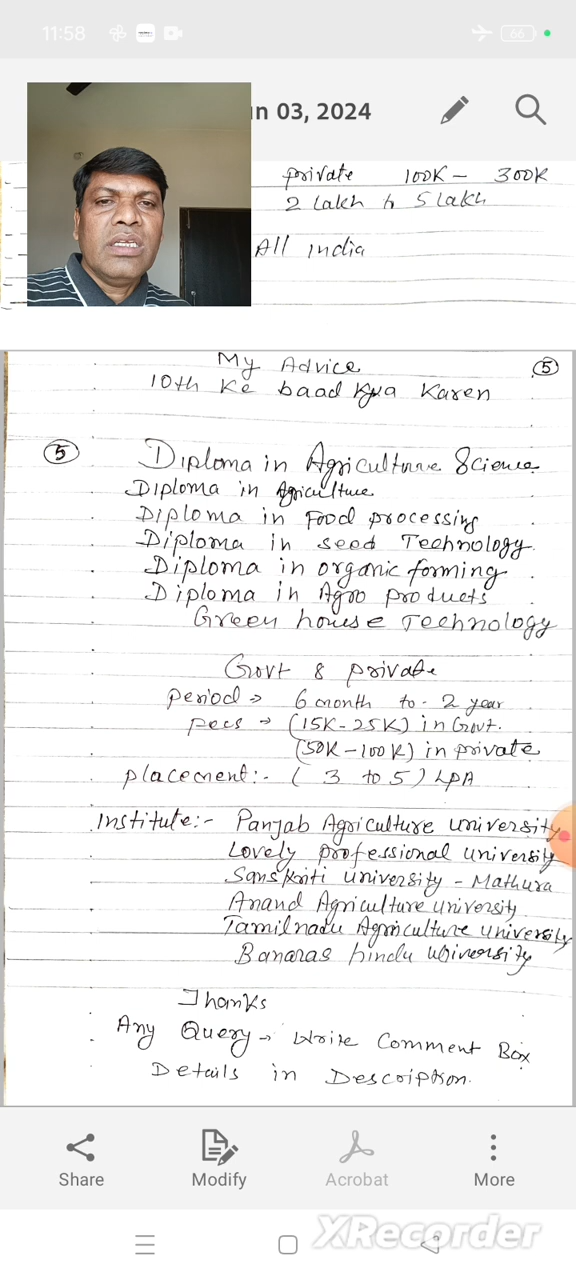 11:58
66
n 03, 2024
private 100K - 300K
2 lakh to 5 lakh
All india
My Advice
5
10th ke baad kya karen
5
Diploma in Agriculture Science
Diploma in Agriculture
Diploma in Food processing
Diploma in seed Technology.
Diploma in organic forming
Diploma in Agro products
Green house Technology
Govt & private
period → 6 month to - 2 year
fees → (15K-25K) in Govt.
(50K-100K) in private
placement:- ( 3 to 5) LPA
institute:- Panjab Agriculture university
Lovely professional university
Sanskriti university - Mathura
Anand Agriculture university
Tamilnadu Agriculture university
Banaras hindu university
Thanks
Any Query → Write Comment Box
Details in Description.
Share
Modify
Acrobat
More
XRecorder